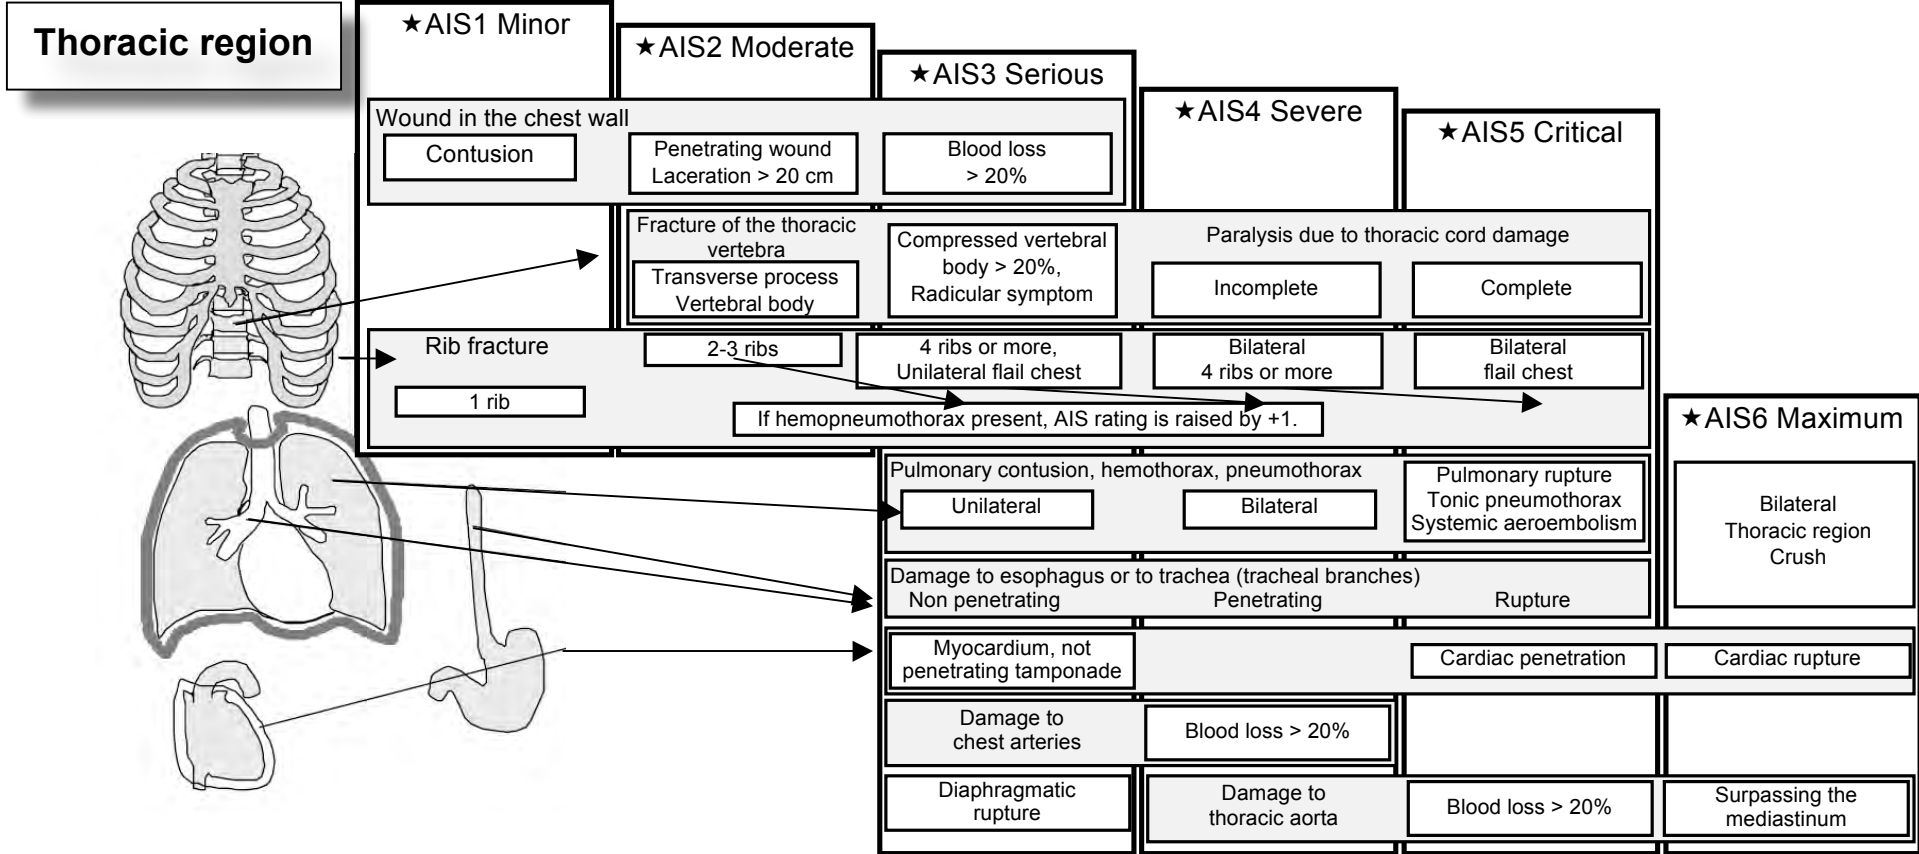 Thoracic region
★AIS1 Minor
★AIS2 Moderate
★AIS3 Serious
★AIS4 Severe
★AIS5 Critical
★AIS6 Maximum
Wound in the chest wall
Contusion
Penetrating wound
Laceration > 20 cm
Blood loss
> 20%
Fracture of the thoracic
vertebra
Transverse process
Vertebral body
Compressed vertebral
body > 20%,
Radicular symptom
Paralysis due to thoracic cord damage
Incomplete
Complete
Rib fracture
1 rib
2-3 ribs
4 ribs or more,
Unilateral flail chest
Bilateral
4 ribs or more
Bilateral
flail chest
If hemopneumothorax present, AIS rating is raised by +1.
Pulmonary contusion, hemothorax, pneumothorax
Unilateral
Bilateral
Pulmonary rupture
Tonic pneumothorax
Systemic aeroembolism
Bilateral
Thoracic region
Crush
Damage to esophagus or to trachea (tracheal branches)
Non penetrating
Penetrating
Rupture
Myocardium, not
penetrating tamponade
Cardiac penetration
Cardiac rupture
Damage to
chest arteries
Blood loss > 20%
Diaphragmatic
rupture
Damage to
thoracic aorta
Blood loss > 20%
Surpassing the
mediastinum